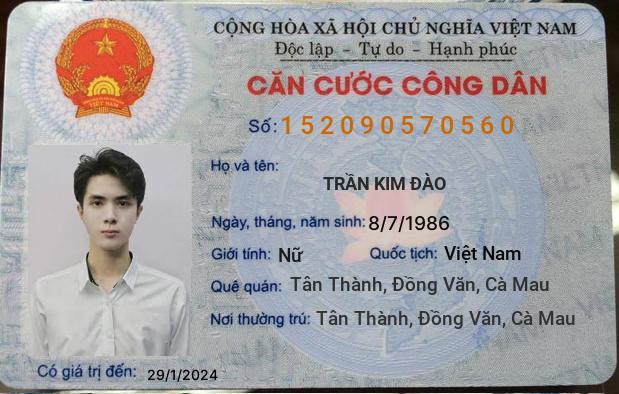 CỘNG HÒA XÃ HỘI CHỦ NGHĨA VIỆT NAM
Độc lập - Tự do - Hạnh phúc
CĂN CƯỚC CÔNG DÂN
Số: 152090570560
Họ và tên:
TRẦN KIM ĐÀO
Ngày, tháng, năm sinh: 8/7/1986
Giới tính: Nữ Quốc tịch: Việt Nam
Quê quán: Tân Thành, Đồng Văn, Cà Mau
Nơi thường trú: Tân Thành, Đồng Văn, Cà Mau
Có giá trị đến: 29/1/2024